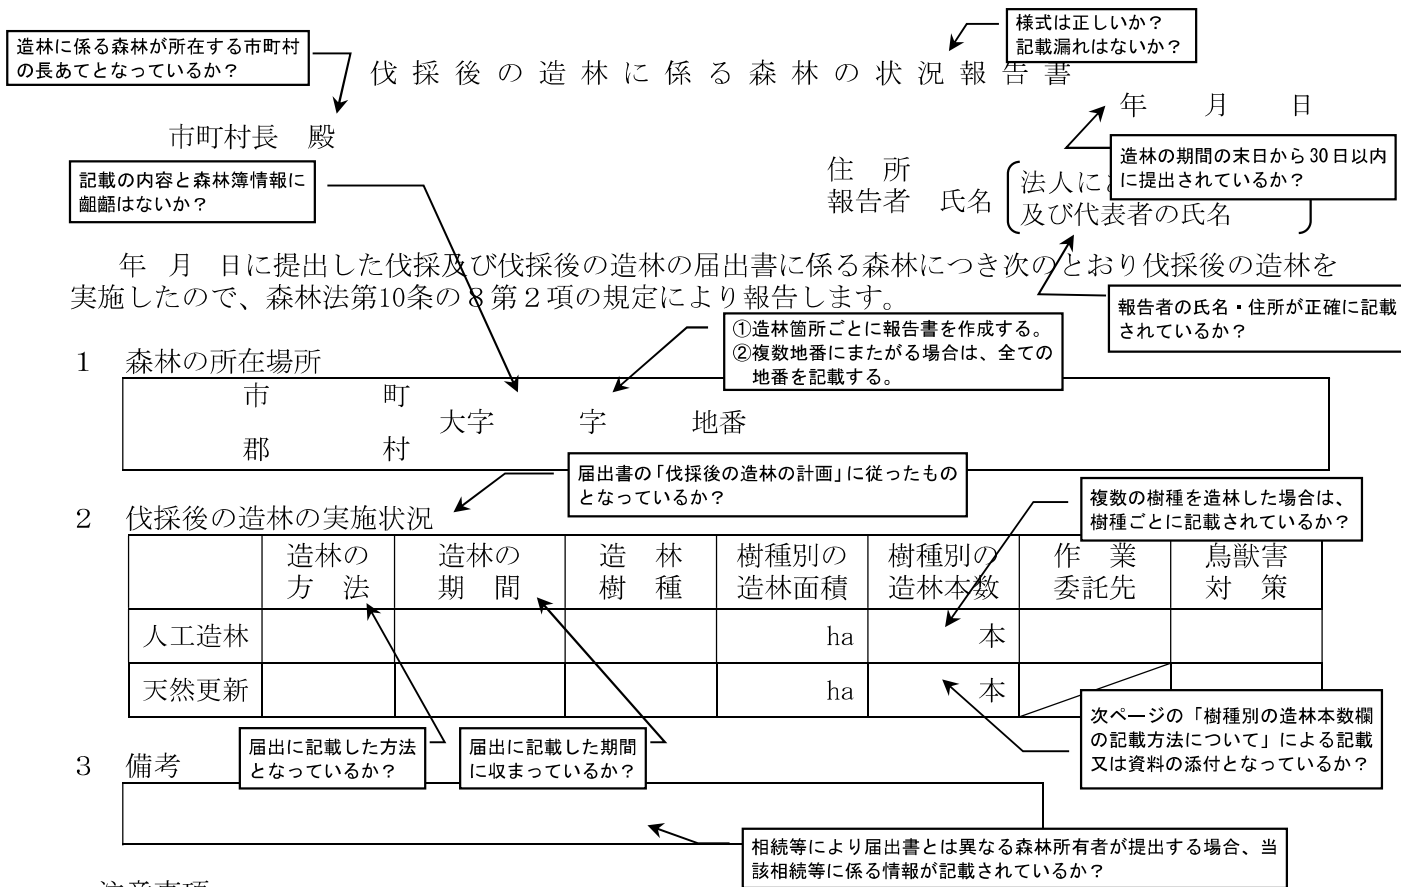 様式は正しいか？
記載漏れはないか？
造林に係る森林が所在する市町村
の長あてとなっているか？
伐採後の造林に係る森林の状況報告書
年　月　日
市町村長　殿
造林の期間の末日から30日以内
に提出されているか？
記載の内容と森林簿情報に
齟齬はないか？
住　所
報告者　氏名
法人に
及び代表者の氏名
年　月　日に提出した伐採及び伐採後の造林の届出書に係る森林につき次のとおり伐採後の造林を
実施したので、森林法第10条の８第２項の規定により報告します。
報告者の氏名・住所が正確に記載
されているか？
①造林箇所ごとに報告書を作成する。
②複数地番にまたがる場合は、全ての
地番を記載する。
１　森林の所在場所
市　町
大字　字　地番
郡　村
届出書の「伐採後の造林の計画」に従ったもの
となっているか？
複数の樹種を造林した場合は、
樹種ごとに記載されているか？
２　伐採後の造林の実施状況
造林の　造林の　造　林　樹種別の　樹種別の　作　業　鳥獣害
方　法　期　間　樹　種　造林面積　造林本数　委託先　対　策
人工造林　ha　本
天然更新　ha　本
次ページの「樹種別の造林本数欄
の記載方法について」による記載
又は資料の添付となっているか？
届出に記載した方法
となっているか？
届出に記載した期間
に収まっているか？
３　備考
相続等により届出書とは異なる森林所有者が提出する場合、当
該相続等に係る情報が記載されているか？